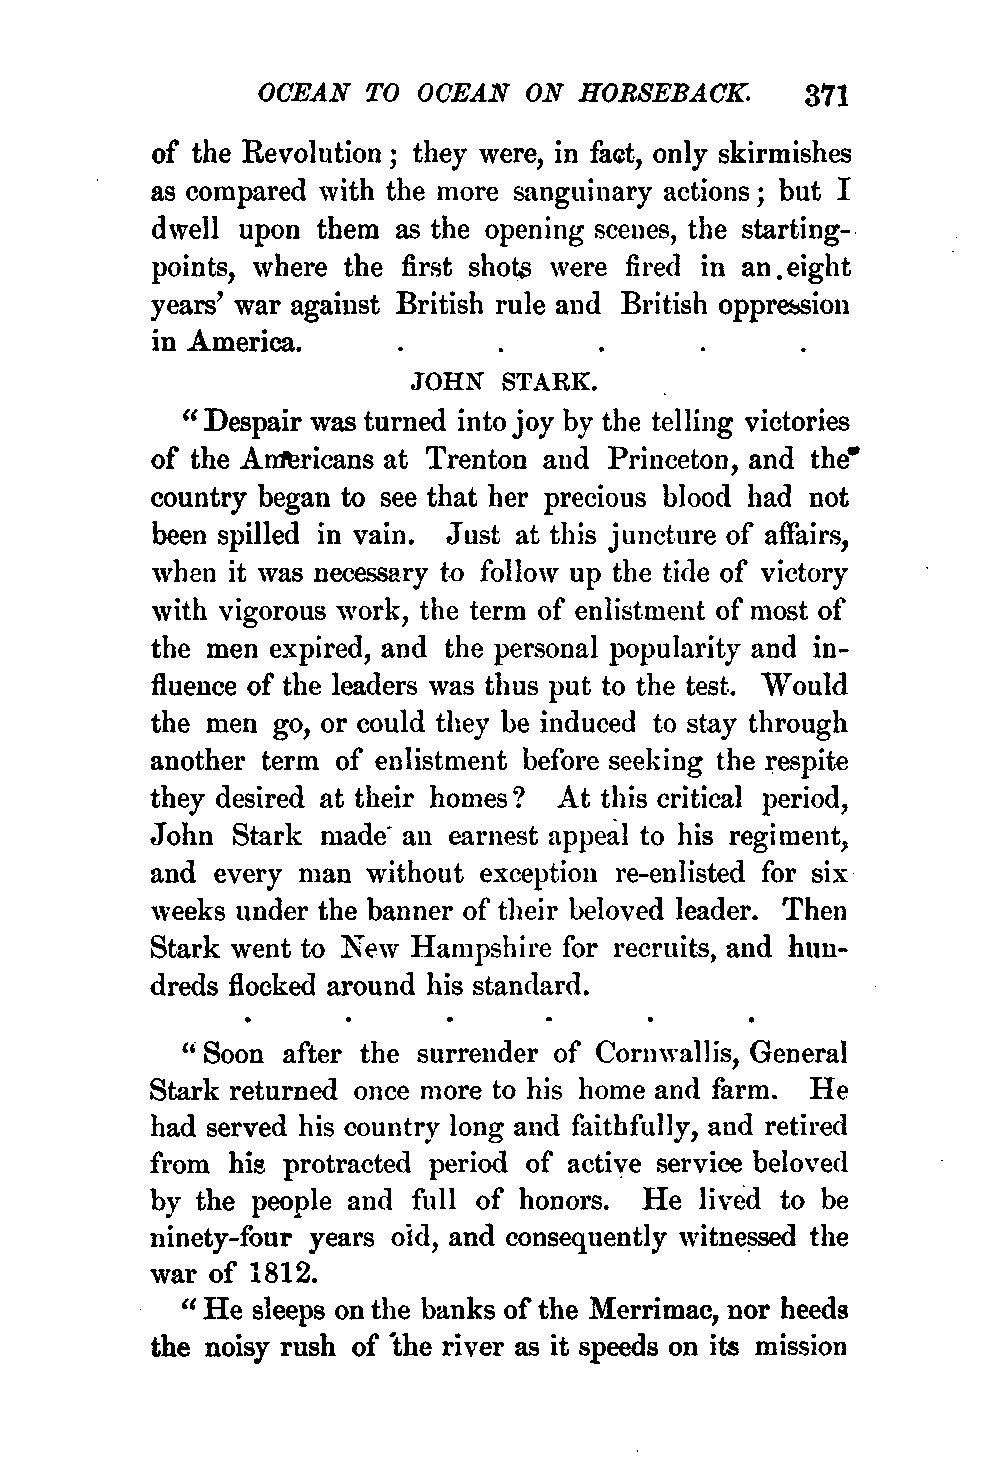 OCEAN TO OCEAN ON HORSEBACK. 371
of the Revolution; they were, in fact, only skirmishes
as compared with the more sanguinary actions; but I
dwell upon them as the opening scenes, the starting-
points, where the first shots were fired in an eight
years' war against British rule and British oppression
in America. . . . . .
JOHN STARK.
"Despair was turned into joy by the telling victories
of the Americans at Trenton and Princeton, and the
country began to see that her precious blood had not
been spilled in vain. Just at this juncture of affairs,
when it was necessary to follow up the tide of victory
with vigorous work, the term of enlistment of most of
the men expired, and the personal popularity and in-
fluence of the leaders was thus put to the test. Would
the men go, or could they be induced to stay through
another term of enlistment before seeking the respite
they desired at their homes? At this critical period,
John Stark made an earnest appeal to his regiment,
and every man without exception re-enlisted for six
weeks under the banner of their beloved leader. Then
Stark went to New Hampshire for recruits, and hun-
dreds flocked around his standard.
. . . . . .
"Soon after the surrender of Cornwallis, General
Stark returned once more to his home and farm. He
had served his country long and faithfully, and retired
from his protracted period of active service beloved
by the people and full of honors. He lived to be
ninety-four years old, and consequently witnessed the
war of 1812.
"He sleeps on the banks of the Merrimac, nor heeds
the noisy rush of the river as it speeds on its mission